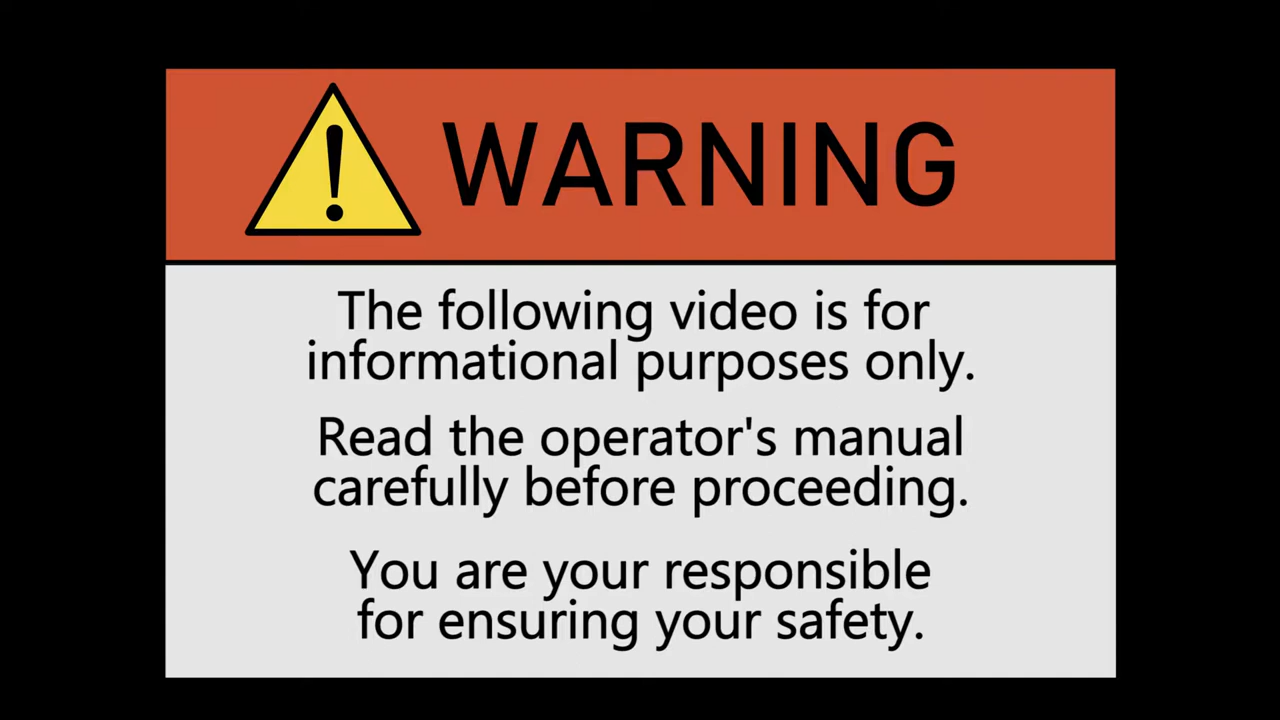 WARNING
The following video is for
informational purposes only.
Read the operator's manual
carefully before proceeding.
You are your responsible
for ensuring your safety.